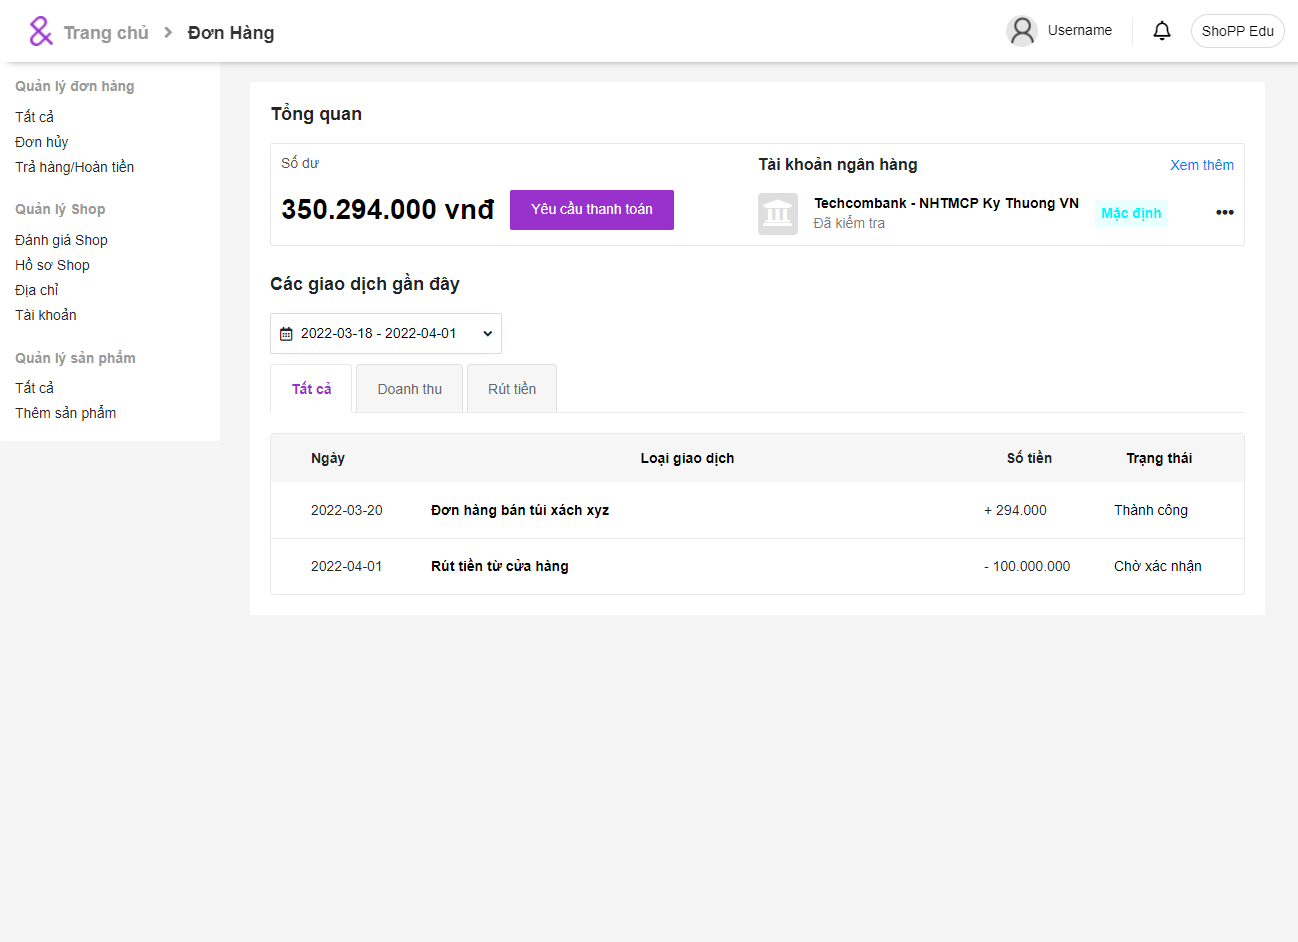 Trang chủ > Đơn Hàng
Username
ShoPP Edu
Quản lý đơn hàng
Tất cả
Đơn hủy
Trả hàng/Hoàn tiền
Quản lý Shop
Đánh giá Shop
Hồ sơ Shop
Địa chỉ
Tài khoản
Quản lý sản phẩm
Tất cả
Thêm sản phẩm
Tổng quan
Số dư
350.294.000 vnđ
Yêu cầu thanh toán
Tài khoản ngân hàng
Xem thêm
Techcombank - NHTMCP Ky Thuong VN
Đã kiểm tra
Mặc định
Các giao dịch gần đây
2022-03-18 - 2022-04-01
Tất cả Doanh thu Rút tiền
Ngày Loại giao dịch Số tiền Trạng thái
2022-03-20 Đơn hàng bán túi xách xyz + 294.000 Thành công
2022-04-01 Rút tiền từ cửa hàng - 100.000.000 Chờ xác nhận